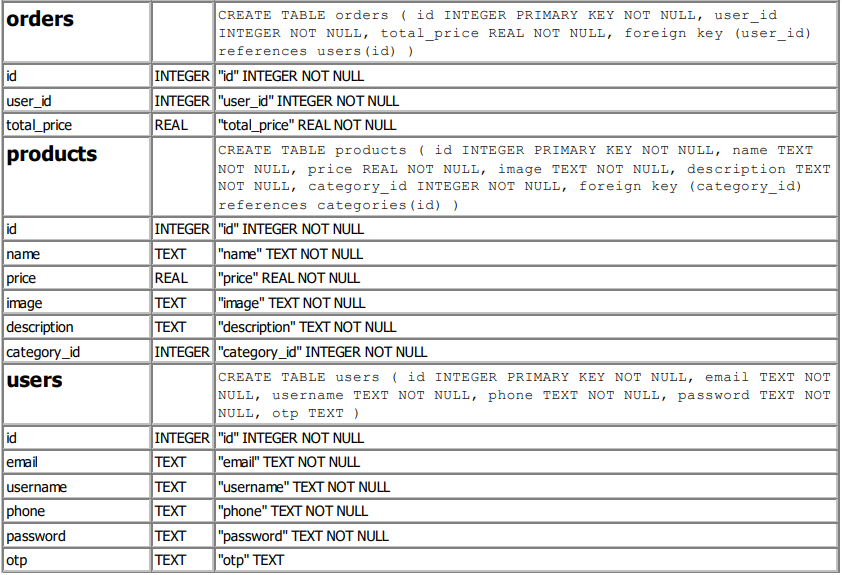 orders CREATE TABLE orders ( id INTEGER PRIMARY KEY NOT NULL, user_id
INTEGER NOT NULL, total_price REAL NOT NULL, foreign key (user_id)
references users(id) )
id INTEGER "id" INTEGER NOT NULL
user_id INTEGER "user_id" INTEGER NOT NULL
total_price REAL "total_price" REAL NOT NULL
products CREATE TABLE products ( id INTEGER PRIMARY KEY NOT NULL, name TEXT
NOT NULL, price REAL NOT NULL, image TEXT NOT NULL, description TEXT
NOT NULL, category_id INTEGER NOT NULL, foreign key (category_id)
references categories(id) )
id INTEGER "id" INTEGER NOT NULL
name TEXT "name" TEXT NOT NULL
price REAL "price" REAL NOT NULL
image TEXT "image" TEXT NOT NULL
description TEXT "description" TEXT NOT NULL
category_id INTEGER "category_id" INTEGER NOT NULL
users CREATE TABLE users ( id INTEGER PRIMARY KEY NOT NULL, email TEXT NOT
NULL, username TEXT NOT NULL, phone TEXT NOT NULL, password TEXT NOT
NULL, otp TEXT )
id INTEGER "id" INTEGER NOT NULL
email TEXT "email" TEXT NOT NULL
username TEXT "username" TEXT NOT NULL
phone TEXT "phone" TEXT NOT NULL
password TEXT "password" TEXT NOT NULL
otp TEXT "otp" TEXT